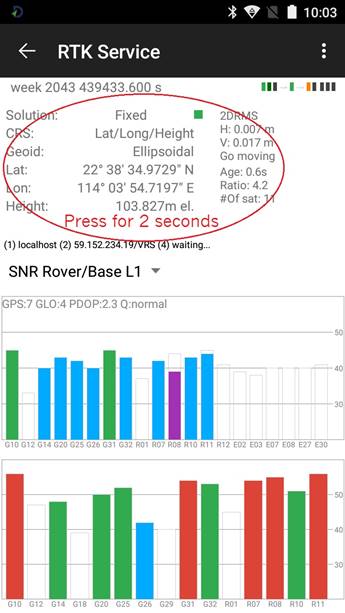 10:03
RTK Service
week 2043 439433.600 s
Solution: Fixed
CRS: Lat/Long/Height
Geoid: Ellipsoidal
Lat: 22° 38' 34.9729" N
Lon: 114° 03' 54.7197" E
Height: 103.827m el.
2DRMS
H: 0.007 m
V: 0.017 m
Go moving
Age: 0.6s
Ratio: 4.2
#Of sat: 11
Press for 2 seconds
(1) localhost (2) 59.152.234.19/VRS (4) waiting...
SNR Rover/Base L1
GPS:7 GLO:4 PDOP:2.3 Q:normal
50
40
30
G10 G12 G14 G20 G25 G26 G31 G32 R01 R07 R08 R10 R11 R12 E02 E03 E07 E08 E27 E30
50
40
30
G10 G12 G14 G18 G20 G25 G26 G29 G31 G32 R01 R07 R08 R10 R11